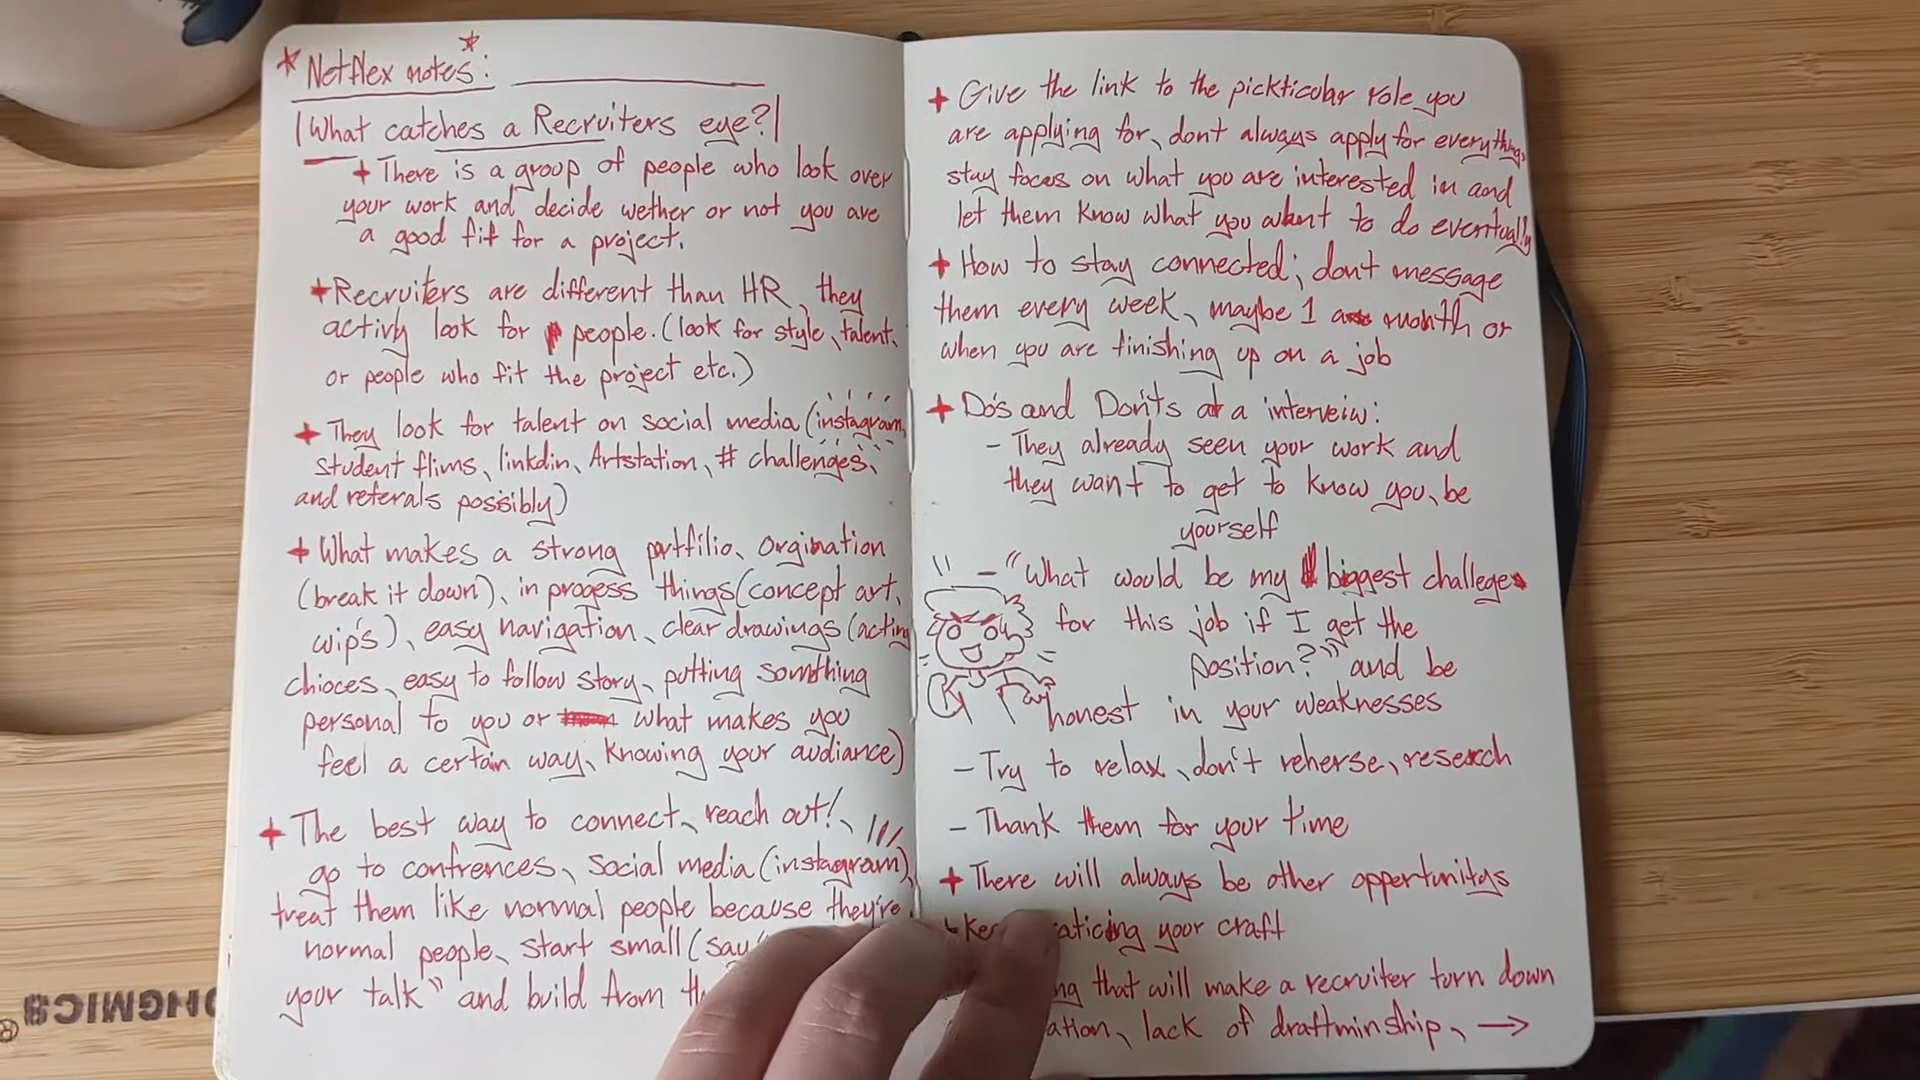 Netflex notes:
What catches a Recruiters eye?
+ There is a group of people who look over
your work and decide wether or not you are
a good fit for a project.
+ Recruiters are different than HR, they
activly look for people. (look for style, talent,
or people who fit the project etc.)
+ They look for talent on social media (instagram,
student flims, linkdin, Artstation, # challenges,
and referals possibly)
+ What makes a strong portfilio, orgination
(break it down), in progess things (concept art,
wip's), easy navigation, clear drawings (acting
chioces, easy to follow story, putting somthing
personal to you or what makes you
feel a certain way, knowing your audiance)
+ The best way to connect, reach out!,
go to confrences, social media (instagram),
treat them like normal people because they're
normal people, start small (say
your talk" and build from
+ Give the link to the pickticular role you
are applying for, dont always apply for everything,
stay focus on what you are interested in and
let them know what you want to do eventually
+ How to stay connected; dont message
them every week, maybe 1 a month or
when you are finishing up on a job
+ Do's and Don'ts at a interveiw:
- They already seen your work and
they want to get to know you, be
yourself
- "What would be my biggest challege
for this job if I get the
position?" and be
honest in your weaknesses
- Try to relax, don't reherse, reserch
- Thank them for your time
+ There will always be other oppertunitys
your craft
that will make a recruiter torn down
lack of draftminship, →
ONGMICS
®